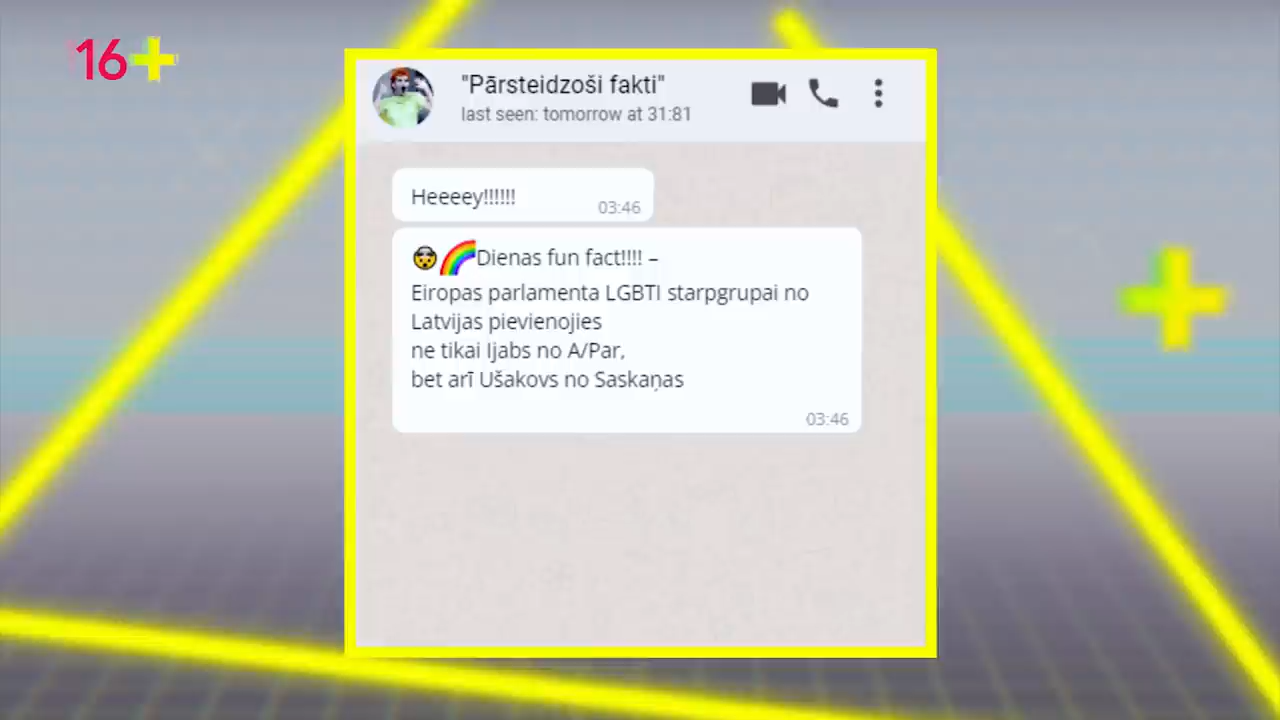 16+
"Pārsteidzoši fakti"
last seen: tomorrow at 31:81
Heeeey!!!!!!
03:46
🤯🌈Dienas fun fact!!!! –
Eiropas parlamenta LGBTI starpgrupai no
Latvijas pievienojies
ne tikai Ijabs no A/Par,
bet arī Ušakovs no Saskaņas
03:46